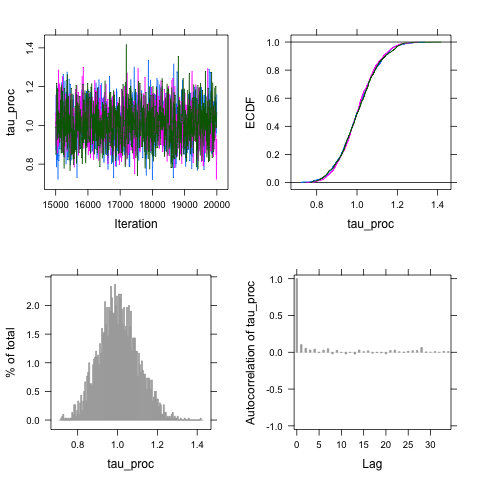 tau_proc
1.4
1.2
1.0
0.8
15000 16000 17000 18000 19000 20000
Iteration
ECDF
1.0
0.8
0.6
0.4
0.2
0.0
0.8 1.0 1.2 1.4
tau_proc
% of total
2.0
1.5
1.0
0.5
0.0
0.8 1.0 1.2 1.4
tau_proc
Autocorrelation of tau_proc
1.0
0.5
0.0
-0.5
-1.0
0 5 10 15 20 25 30
Lag